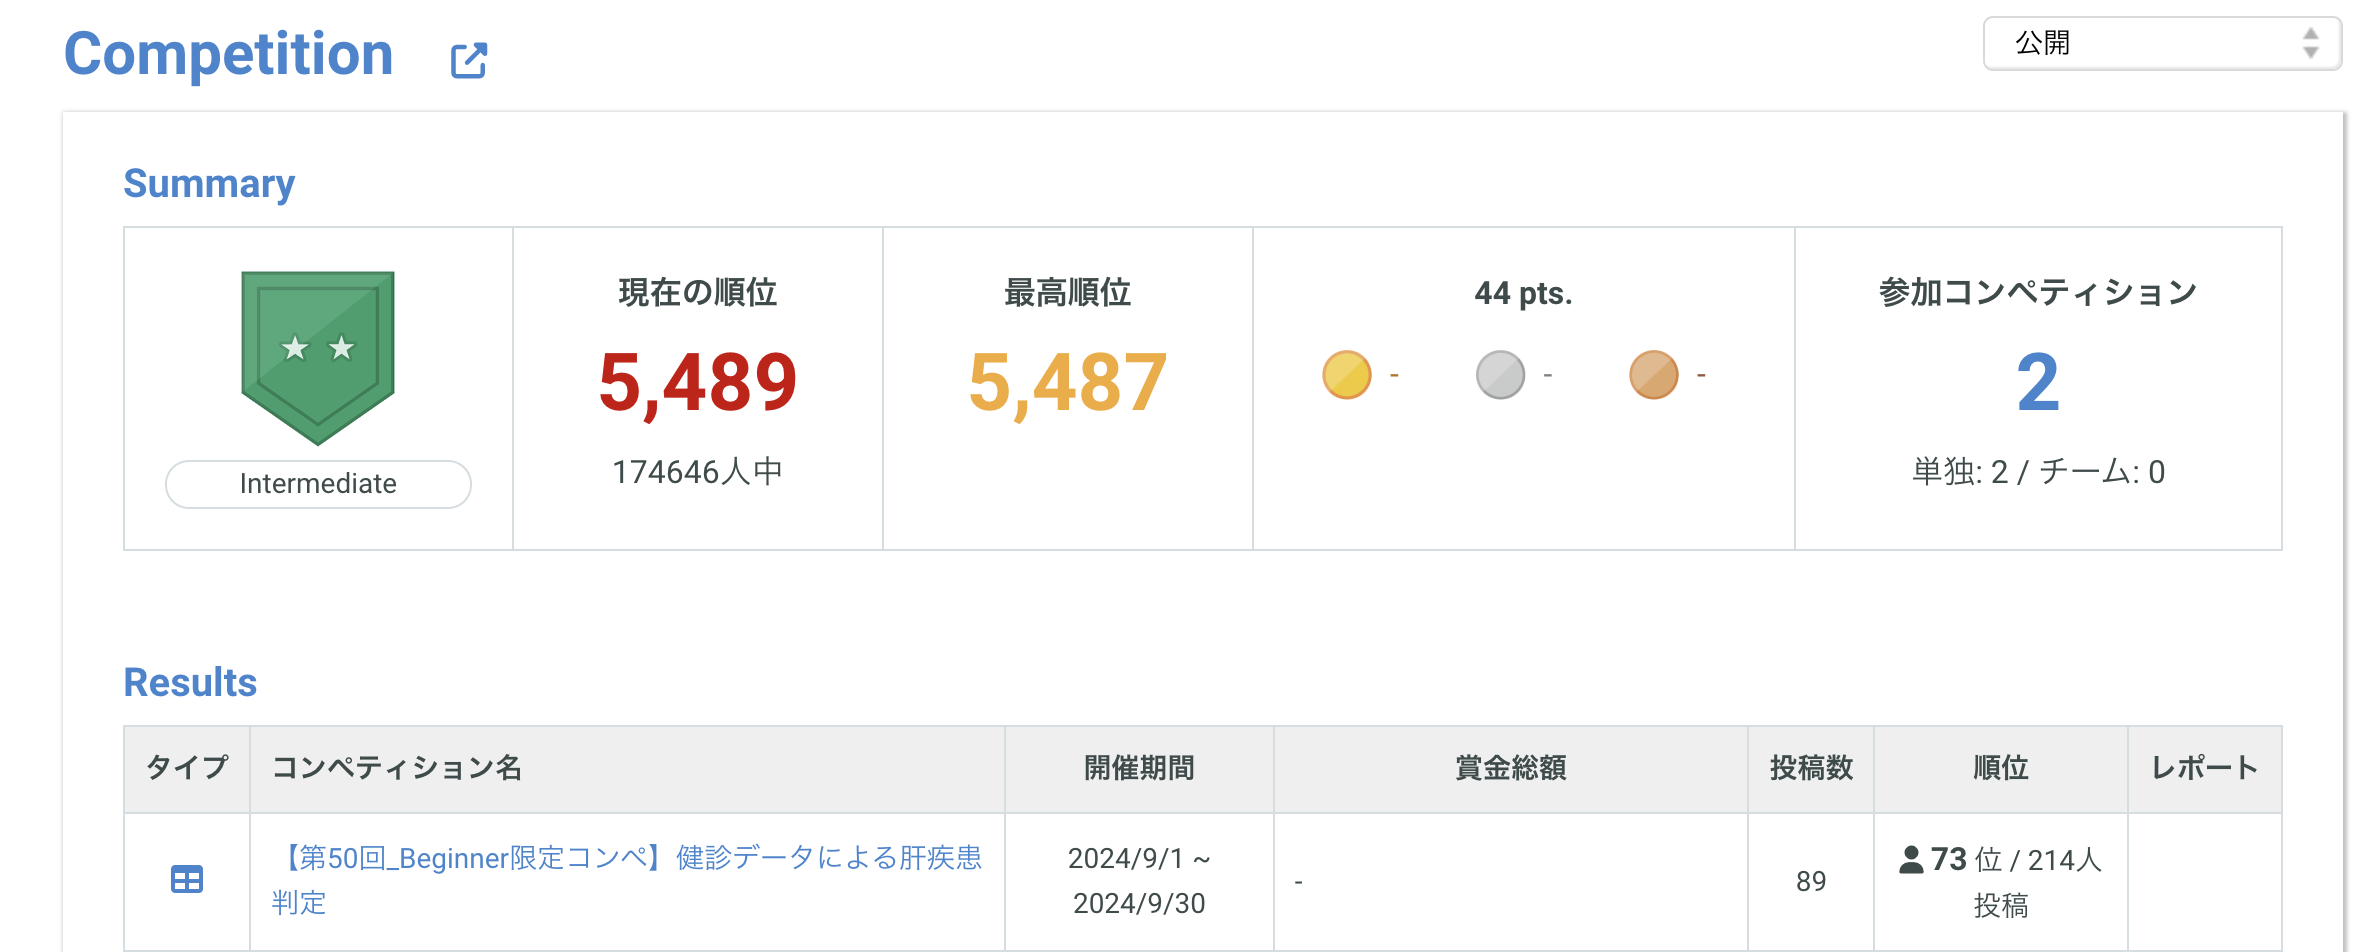 Competition
公開
Summary
Intermediate
現在の順位
5,489
174646人中
最高順位
5,487
44 pts.
- - -
参加コンペティション
2
単独: 2 / チーム: 0
Results
タイプ コンペティション名 開催期間 賞金総額 投稿数 順位 レポート
【第50回_Beginner限定コンペ】健診データによる肝疾患
判定
2024/9/1 ~
2024/9/30
-
89
73 位 / 214人
投稿